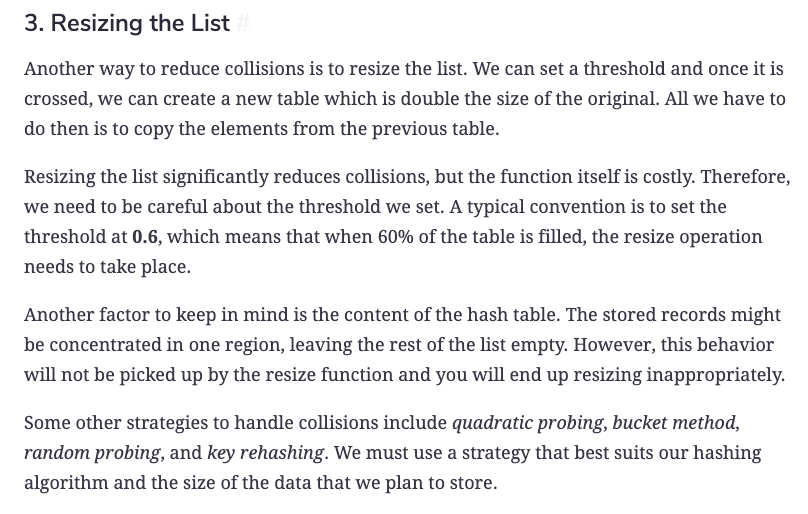 3. Resizing the List #
Another way to reduce collisions is to resize the list. We can set a threshold and once it is
crossed, we can create a new table which is double the size of the original. All we have to
do then is to copy the elements from the previous table.
Resizing the list significantly reduces collisions, but the function itself is costly. Therefore,
we need to be careful about the threshold we set. A typical convention is to set the
threshold at 0.6, which means that when 60% of the table is filled, the resize operation
needs to take place.
Another factor to keep in mind is the content of the hash table. The stored records might
be concentrated in one region, leaving the rest of the list empty. However, this behavior
will not be picked up by the resize function and you will end up resizing inappropriately.
Some other strategies to handle collisions include quadratic probing, bucket method,
random probing, and key rehashing. We must use a strategy that best suits our hashing
algorithm and the size of the data that we plan to store.